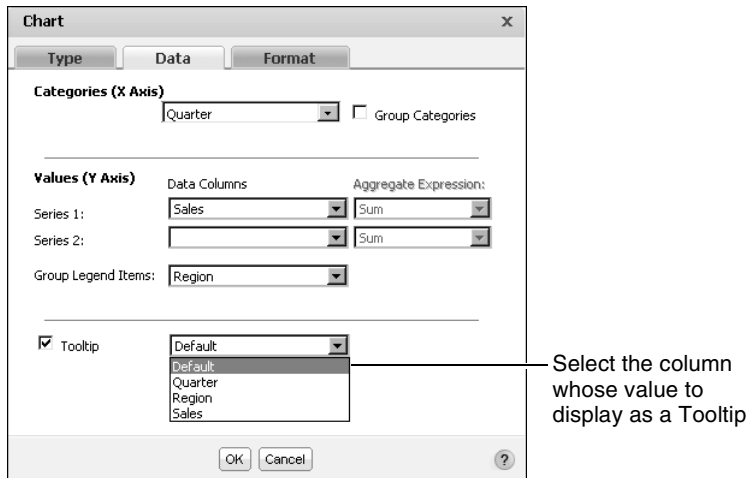 Chart x
Type Data Format
Categories (X Axis)
Quarter Group Categories
Values (Y Axis) Data Columns Aggregate Expression:
Series 1: Sales Sum
Series 2: Sum
Group Legend Items: Region
Tooltip Default
Default
Quarter
Region
Sales
Select the column
whose value to
display as a Tooltip
OK Cancel ?